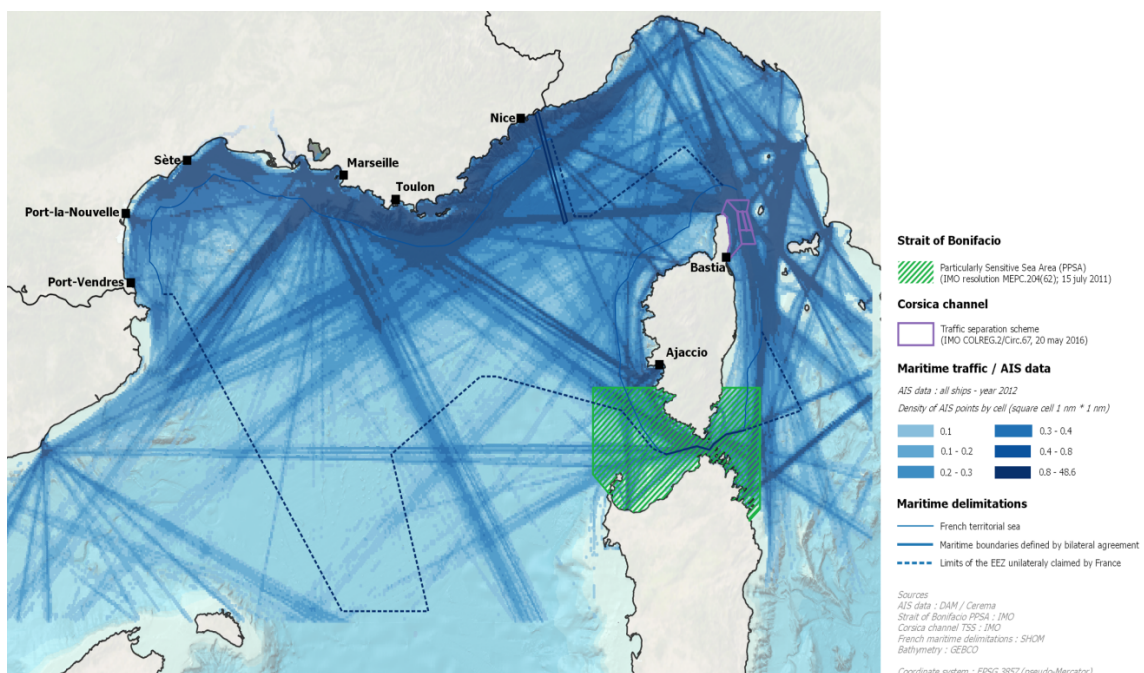 Nice
Sète
Marseille
Toulon
Port-la-Nouvelle
Port-Vendres
Bastia
Ajaccio
Strait of Bonifacio
Particularly Sensitive Sea Area (PPSA)
(IMO resolution MEPC.204(62); 15 july 2011)
Corsica channel
Traffic separation scheme
(IMO COLREG.2/Circ.67, 20 may 2016)
Maritime traffic / AIS data
AIS data : all ships - year 2012
Density of AIS points by cell (square cell 1 nm * 1 nm)
0.1 0.3 - 0.4
0.1 - 0.2 0.4 - 0.8
0.2 - 0.3 0.8 - 48.6
Maritime delimitations
French territorial sea
Maritime boundaries defined by bilateral agreement
Limits of the EEZ unilateraly claimed by France
Sources
AIS data : DAM / Cerema
Strait of Bonifacio PPSA : IMO
Corsica channel TSS : IMO
French maritime delimitations : SHOM
Bathymetry : GEBCO
Coordinate system : EPSG 3857 (pseudo-Mercator)